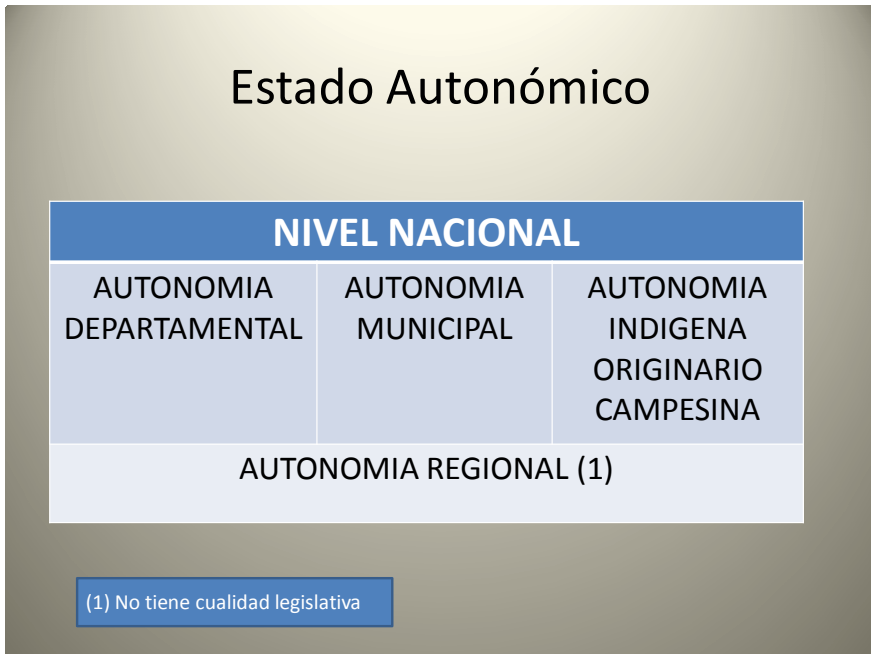 Estado Autonómico
NIVEL NACIONAL
AUTONOMIA
DEPARTAMENTAL
AUTONOMIA
MUNICIPAL
AUTONOMIA
INDIGENA
ORIGINARIO
CAMPESINA
AUTONOMIA REGIONAL (1)
(1) No tiene cualidad legislativa